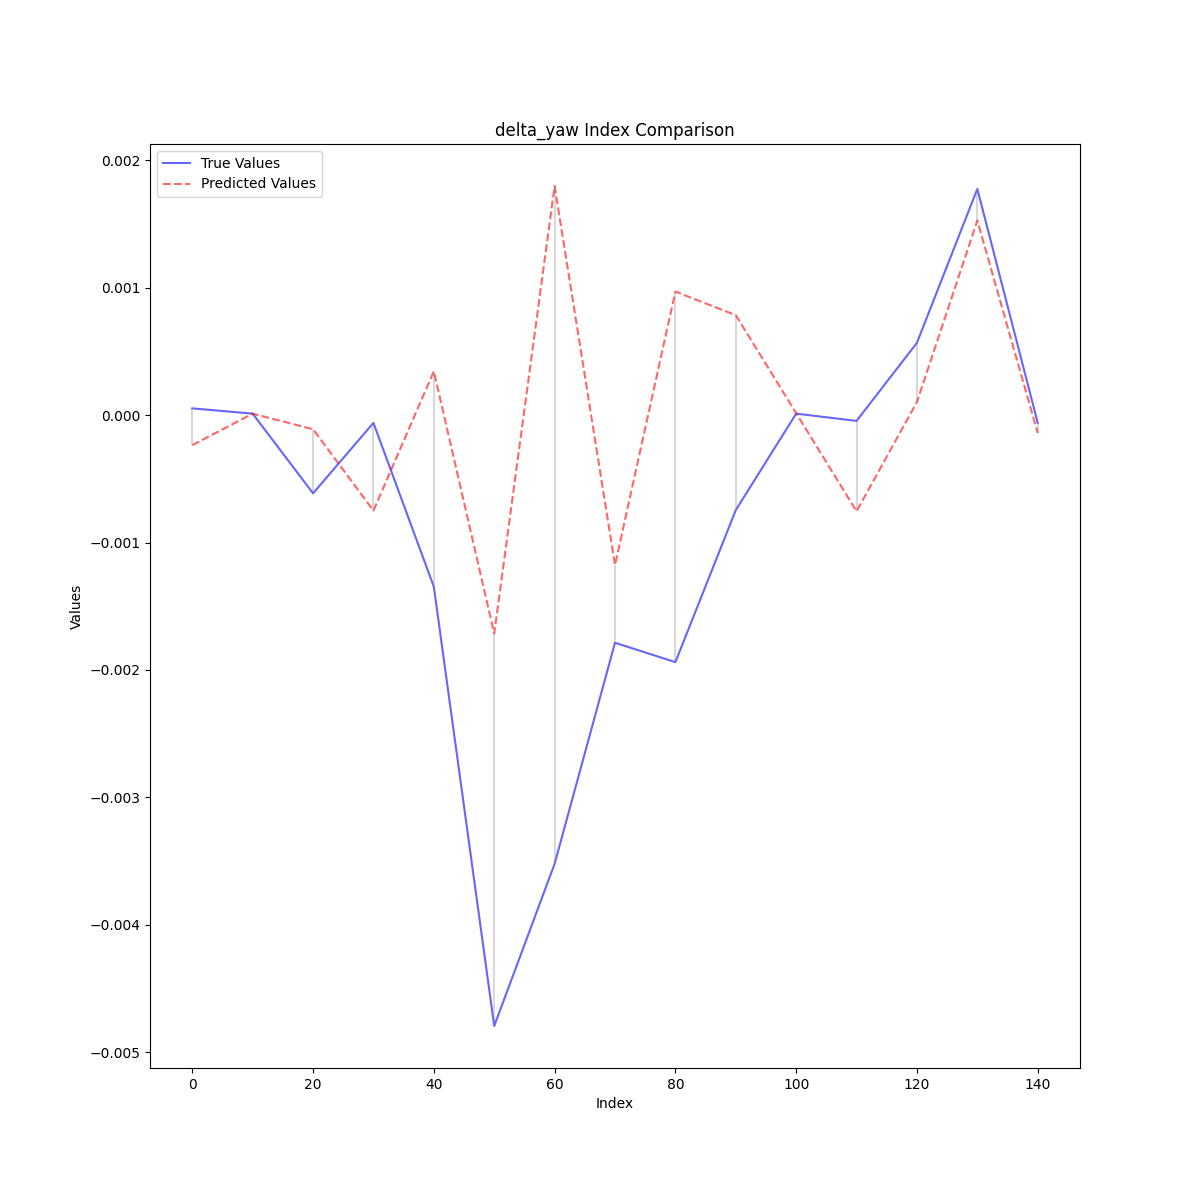 delta_yaw Index Comparison
True Values
Predicted Values
0.002
0.001
0.000
−0.001
−0.002
−0.003
−0.004
−0.005
Values
0 20 40 60 80 100 120 140
Index